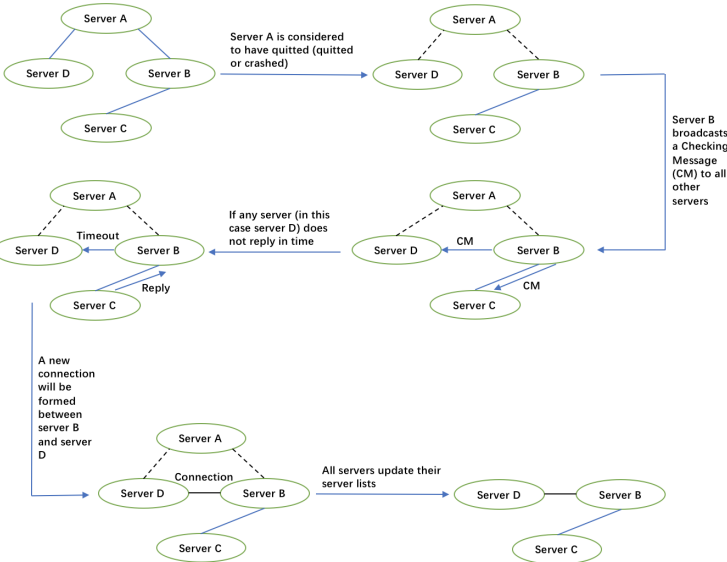 Server A
Server D
Server B
Server C
Server A is considered
to have quitted (quitted
or crashed)
Server A
Server D
Server B
Server C
Server B
broadcasts
a Checking
Message
(CM) to all
other
servers
Server A
Server D
CM
Server B
CM
Server C
If any server (in this
case server D) does
not reply in time
Server A
Timeout
Server D
Server B
Reply
Server C
A new
connection
will be
formed
between
server B
and server
D
Server A
Connection
Server D
Server B
Server C
All servers update their
server lists
Server D
Server B
Server C